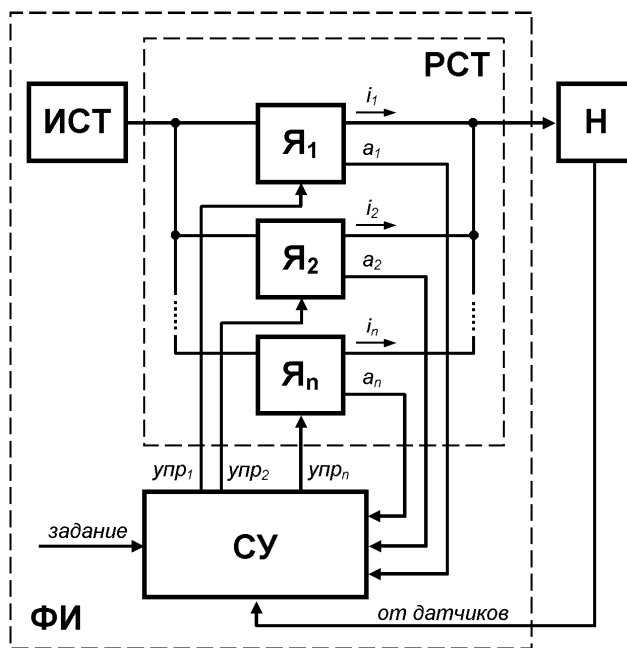 РСТ
ИСТ
i₁
Н
Я₁
a₁
i₂
Я₂
a₂
iₙ
Яₙ
aₙ
упр₁ упр₂ упрₙ
задание
СУ
ФИ
от датчиков